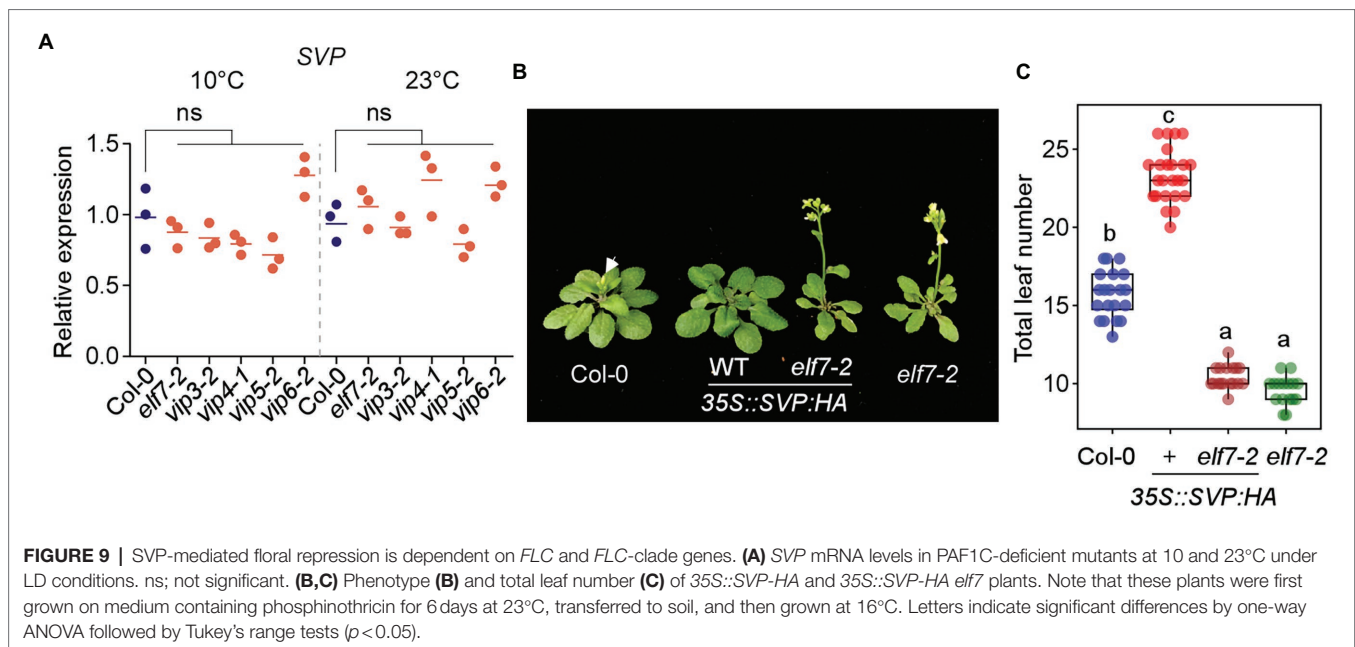 A
SVP
10°C 23°C
ns ns
Relative expression
1.5
1.0
0.5
0.0
Col-0 elf7-2 vip3-2 vip4-1 vip5-2 vip6-2 Col-0 elf7-2 vip3-2 vip4-1 vip5-2 vip6-2
B
Col-0 WT elf7-2 elf7-2
35S::SVP:HA
C
Total leaf number
25
20
15
10
b c a a
Col-0 + elf7-2 elf7-2
35S::SVP:HA
FIGURE 9 | SVP-mediated floral repression is dependent on FLC and FLC-clade genes. (A) SVP mRNA levels in PAF1C-deficient mutants at 10 and 23°C under
LD conditions. ns; not significant. (B,C) Phenotype (B) and total leaf number (C) of 35S::SVP-HA and 35S::SVP-HA elf7 plants. Note that these plants were first
grown on medium containing phosphinothricin for 6 days at 23°C, transferred to soil, and then grown at 16°C. Letters indicate significant differences by one-way
ANOVA followed by Tukey's range tests (p < 0.05).